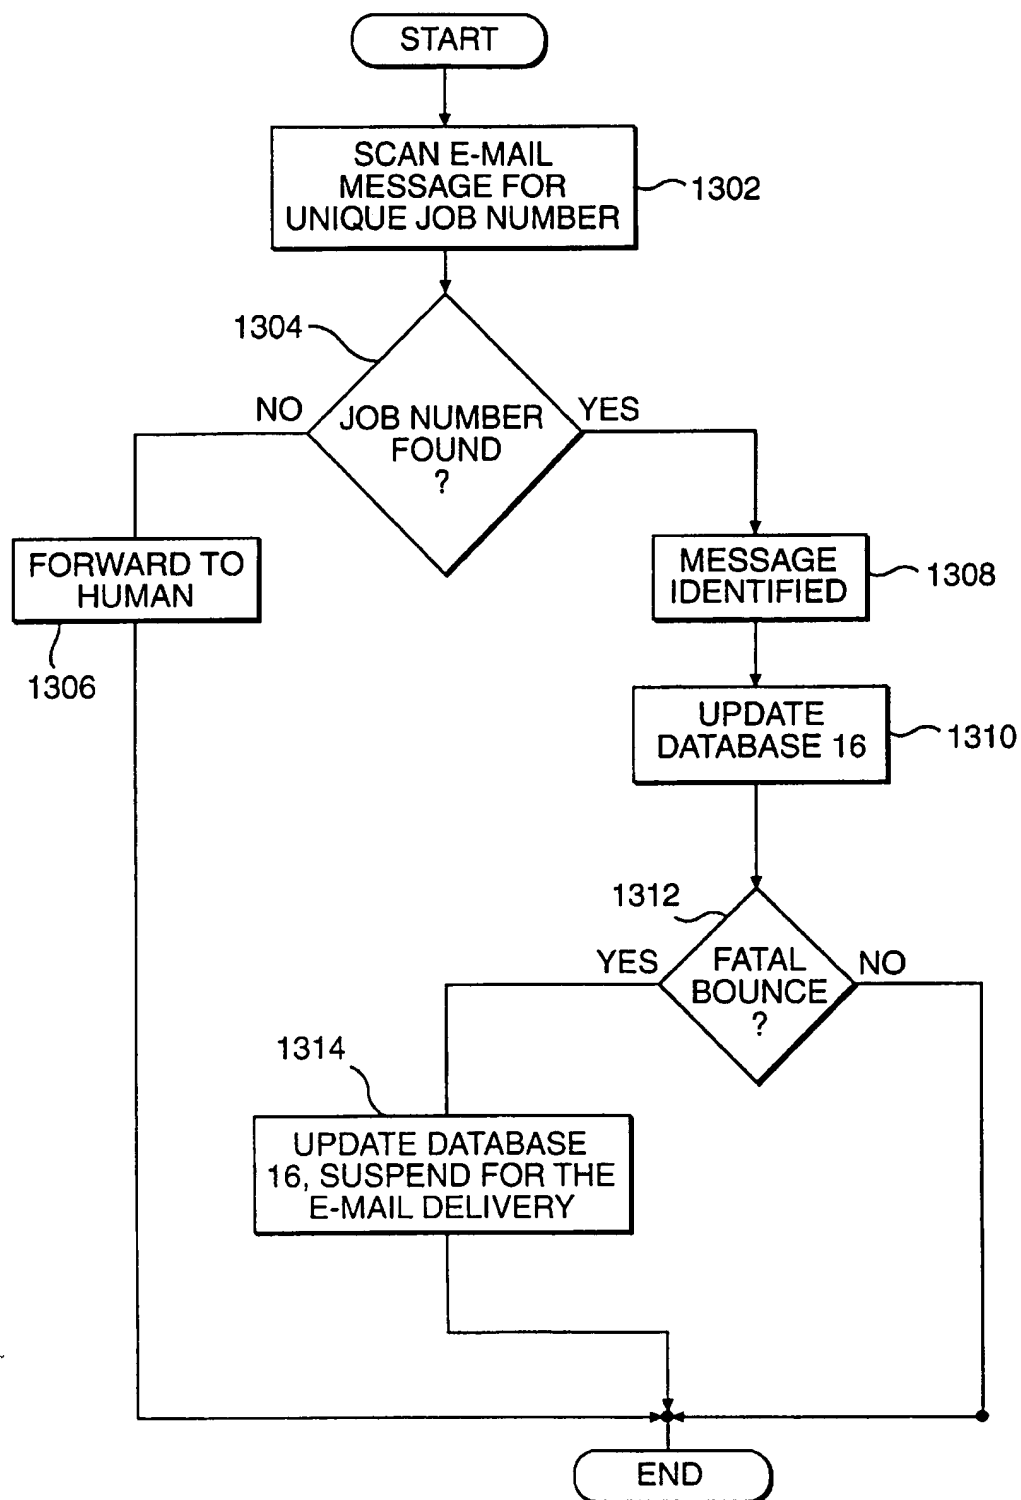 START
SCAN E-MAIL
MESSAGE FOR
UNIQUE JOB NUMBER
1302
1304
NO
JOB NUMBER
FOUND
?
YES
FORWARD TO
HUMAN
1306
MESSAGE
IDENTIFIED
1308
UPDATE
DATABASE 16
1310
1312
YES
FATAL
BOUNCE
?
NO
1314
UPDATE DATABASE
16, SUSPEND FOR THE
E-MAIL DELIVERY
END